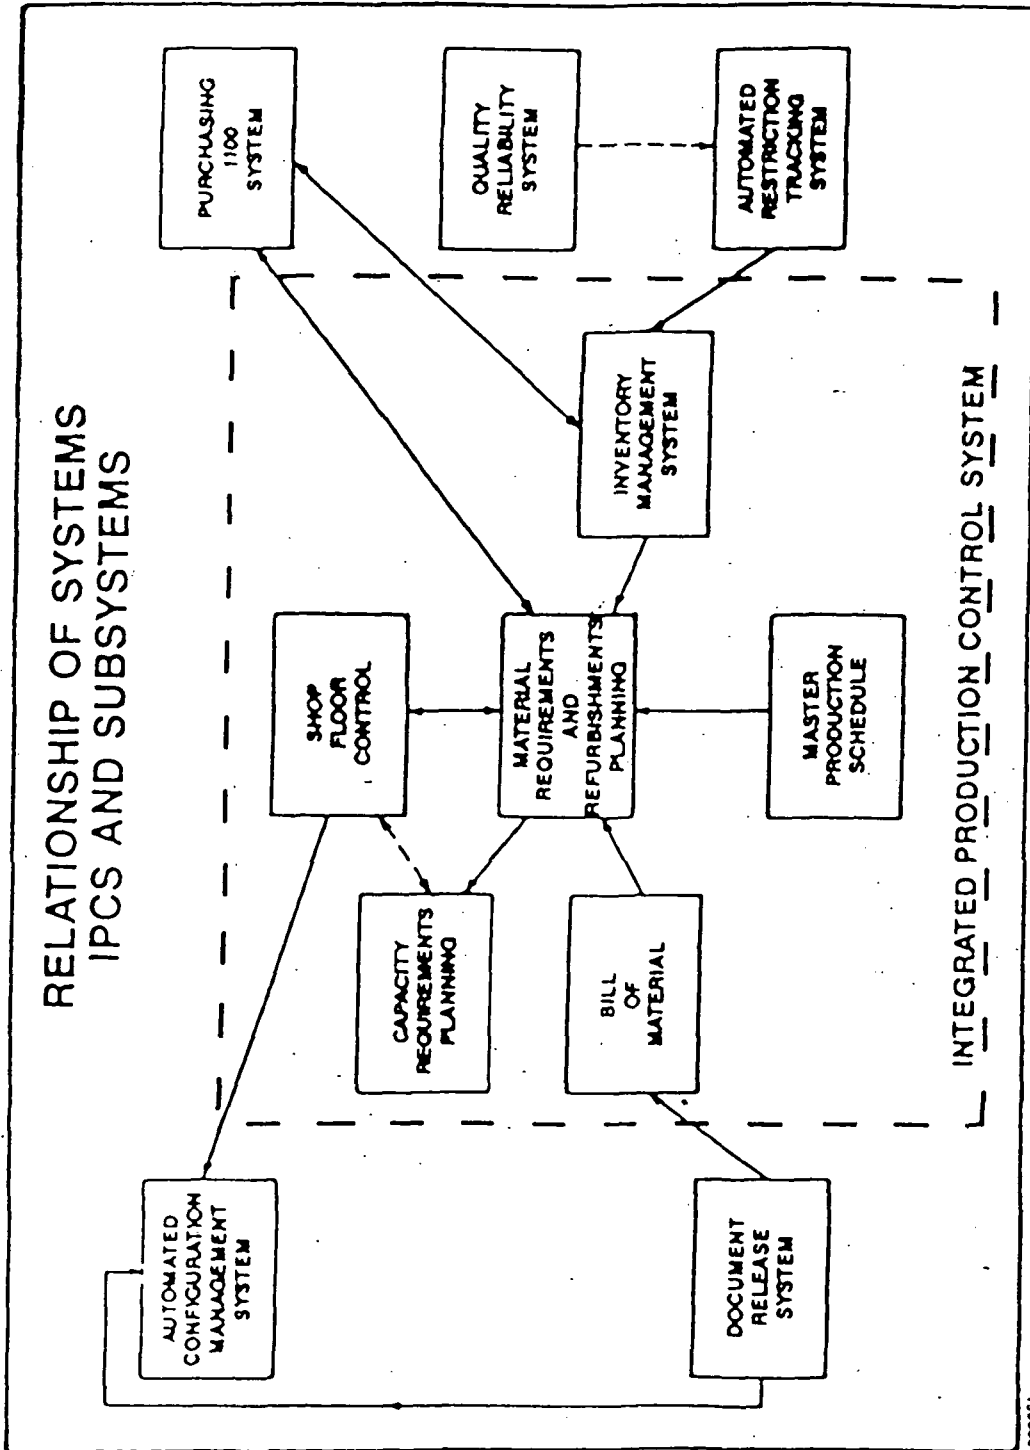 RELATIONSHIP OF SYSTEMS
IPCS AND SUBSYSTEMS
AUTOMATED
CONFIGURATION
MANAGEMENT
SYSTEM
PURCHASING
1100
SYSTEM
SHOP
FLOOR
CONTROL
CAPACITY
REQUIREMENTS
PLANNING
QUALITY
RELIABILITY
SYSTEM
MATERIAL
REQUIREMENTS
AND
REFURBISHMENTS
PLANNING
INVENTORY
MANAGEMENT
SYSTEM
BILL
OF
MATERIAL
DOCUMENT
RELEASE
SYSTEM
MASTER
PRODUCTION
SCHEDULE
AUTOMATED
RESTRICTION
TRACKING
SYSTEM
INTEGRATED PRODUCTION CONTROL SYSTEM